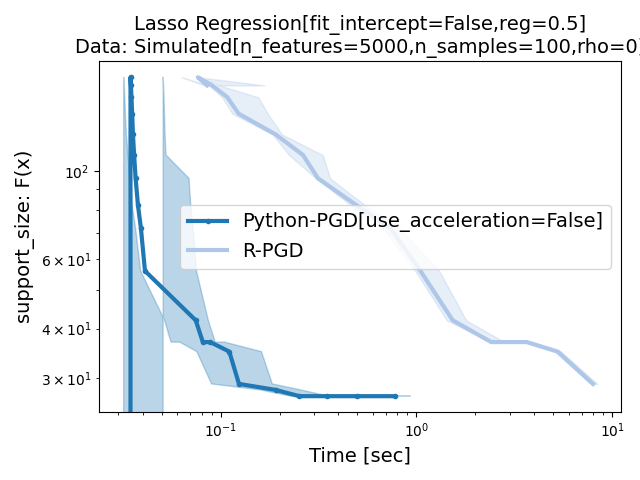 Lasso Regression[fit_intercept=False,reg=0.5]
Data: Simulated[n_features=5000,n_samples=100,rho=0]
support_size: F(x)
10²
6 × 10¹
4 × 10¹
3 × 10¹
Python-PGD[use_acceleration=False]
R-PGD
10⁻¹
10⁰
10¹
Time [sec]